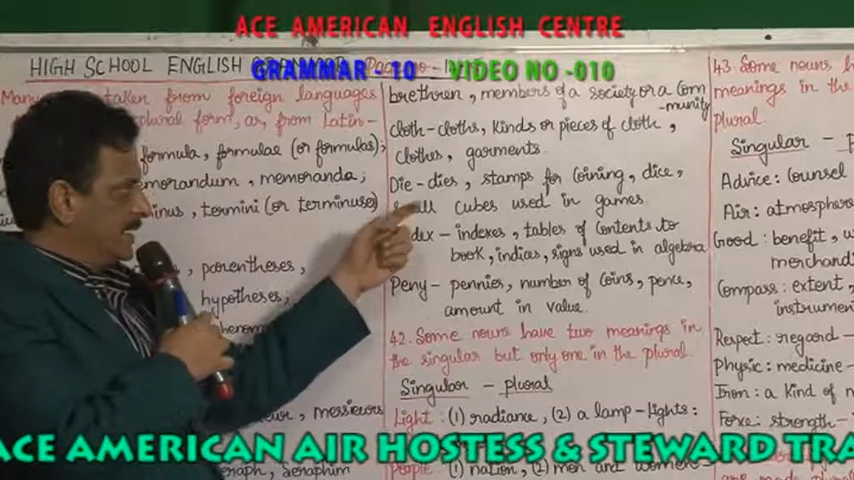 ACE AMERICAN ENGLISH CENTRE
GRAMMAR - 10 VIDEO NO -010
HIGH SCHOOL ENGLISH
taken from foreign languages
plural form, as, from Latin-
formula, formulae (or formulas);
memoranda;
termini (or terminuses)
parentheses,
hypotheses,
messieurs
Seraphim
brethren, members of a society or a Com
-munity
cloth-cloths, kinds or pieces of cloth,
clothes, garments.
Die-dies, stamps for Coining, dice,
cubes used in games
- indexes, tables of Contents to
book, indias, signs used in algebra
Peny- pennies, number of Coins, pence,
amount in value.
42. Some nouns have two meanings in
the singular but only one in the plural.
Singular - plural
Light: (1) radiance, (2) a lamp-lights:
People: (1) nation, (2) men and women-
43 Some nouns
meanings in the
plural.
Singular -
Advice: Counsel
Air: atmosphere
Good: benefit,
Compass: extent,
Respect: regard -
Physic: medicine -
Iron: a kind of
Force: strength-
ACE AMERICAN AIR HOSTESS & STEWARD TRA